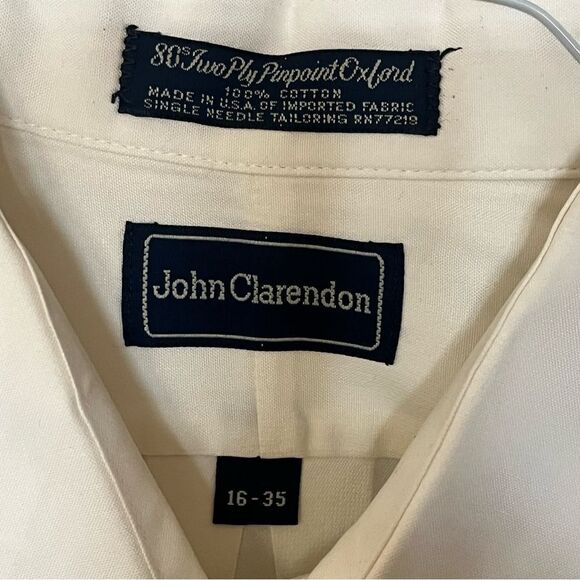 80's Two Ply Pinpoint Oxford
100% COTTON
MADE IN U.S.A. OF IMPORTED FABRIC
SINGLE NEEDLE TAILORING RN77219
John Clarendon
16-35